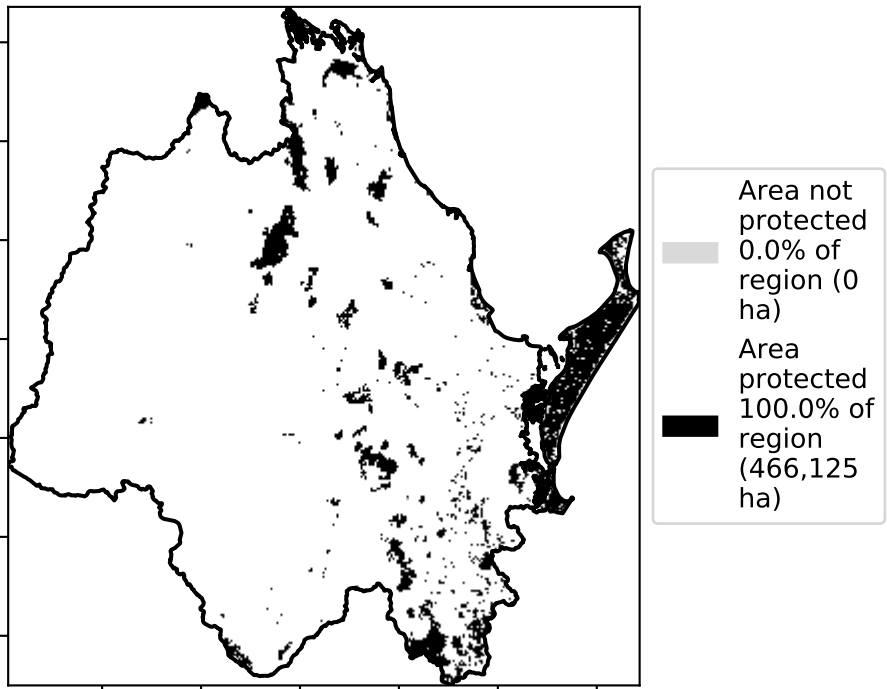 Area not
protected
0.0% of
region (0
ha)
Area
protected
100.0% of
region
(466,125
ha)